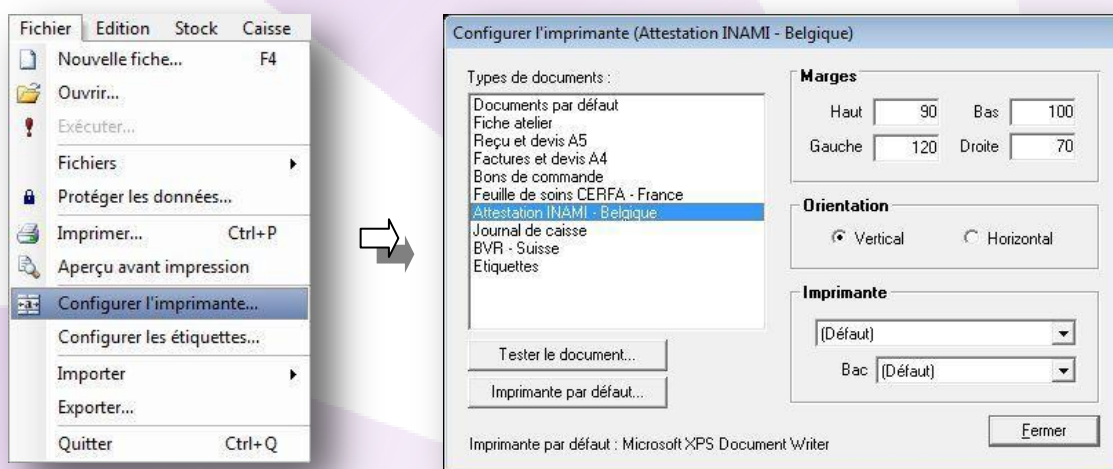 Fichier Edition Stock Caisse
Nouvelle fiche... F4
Ouvrir...
Exécuter...
Fichiers
Protéger les données...
Imprimer... Ctrl+P
Aperçu avant impression
Configurer l'imprimante...
Configurer les étiquettes...
Importer
Exporter...
Quitter Ctrl+Q
Configurer l'imprimante (Attestation INAMI - Belgique)
Types de documents :
Documents par défaut
Fiche atelier
Reçu et devis A5
Factures et devis A4
Bons de commande
Feuille de soins CERFA - France
Attestation INAMI - Belgique
Journal de caisse
BVR - Suisse
Etiquettes
Tester le document...
Imprimante par défaut...
Imprimante par défaut : Microsoft XPS Document Writer
Marges
Haut 90 Bas 100
Gauche 120 Droite 70
Orientation
Vertical Horizontal
Imprimante
(Défaut)
Bac (Défaut)
Fermer